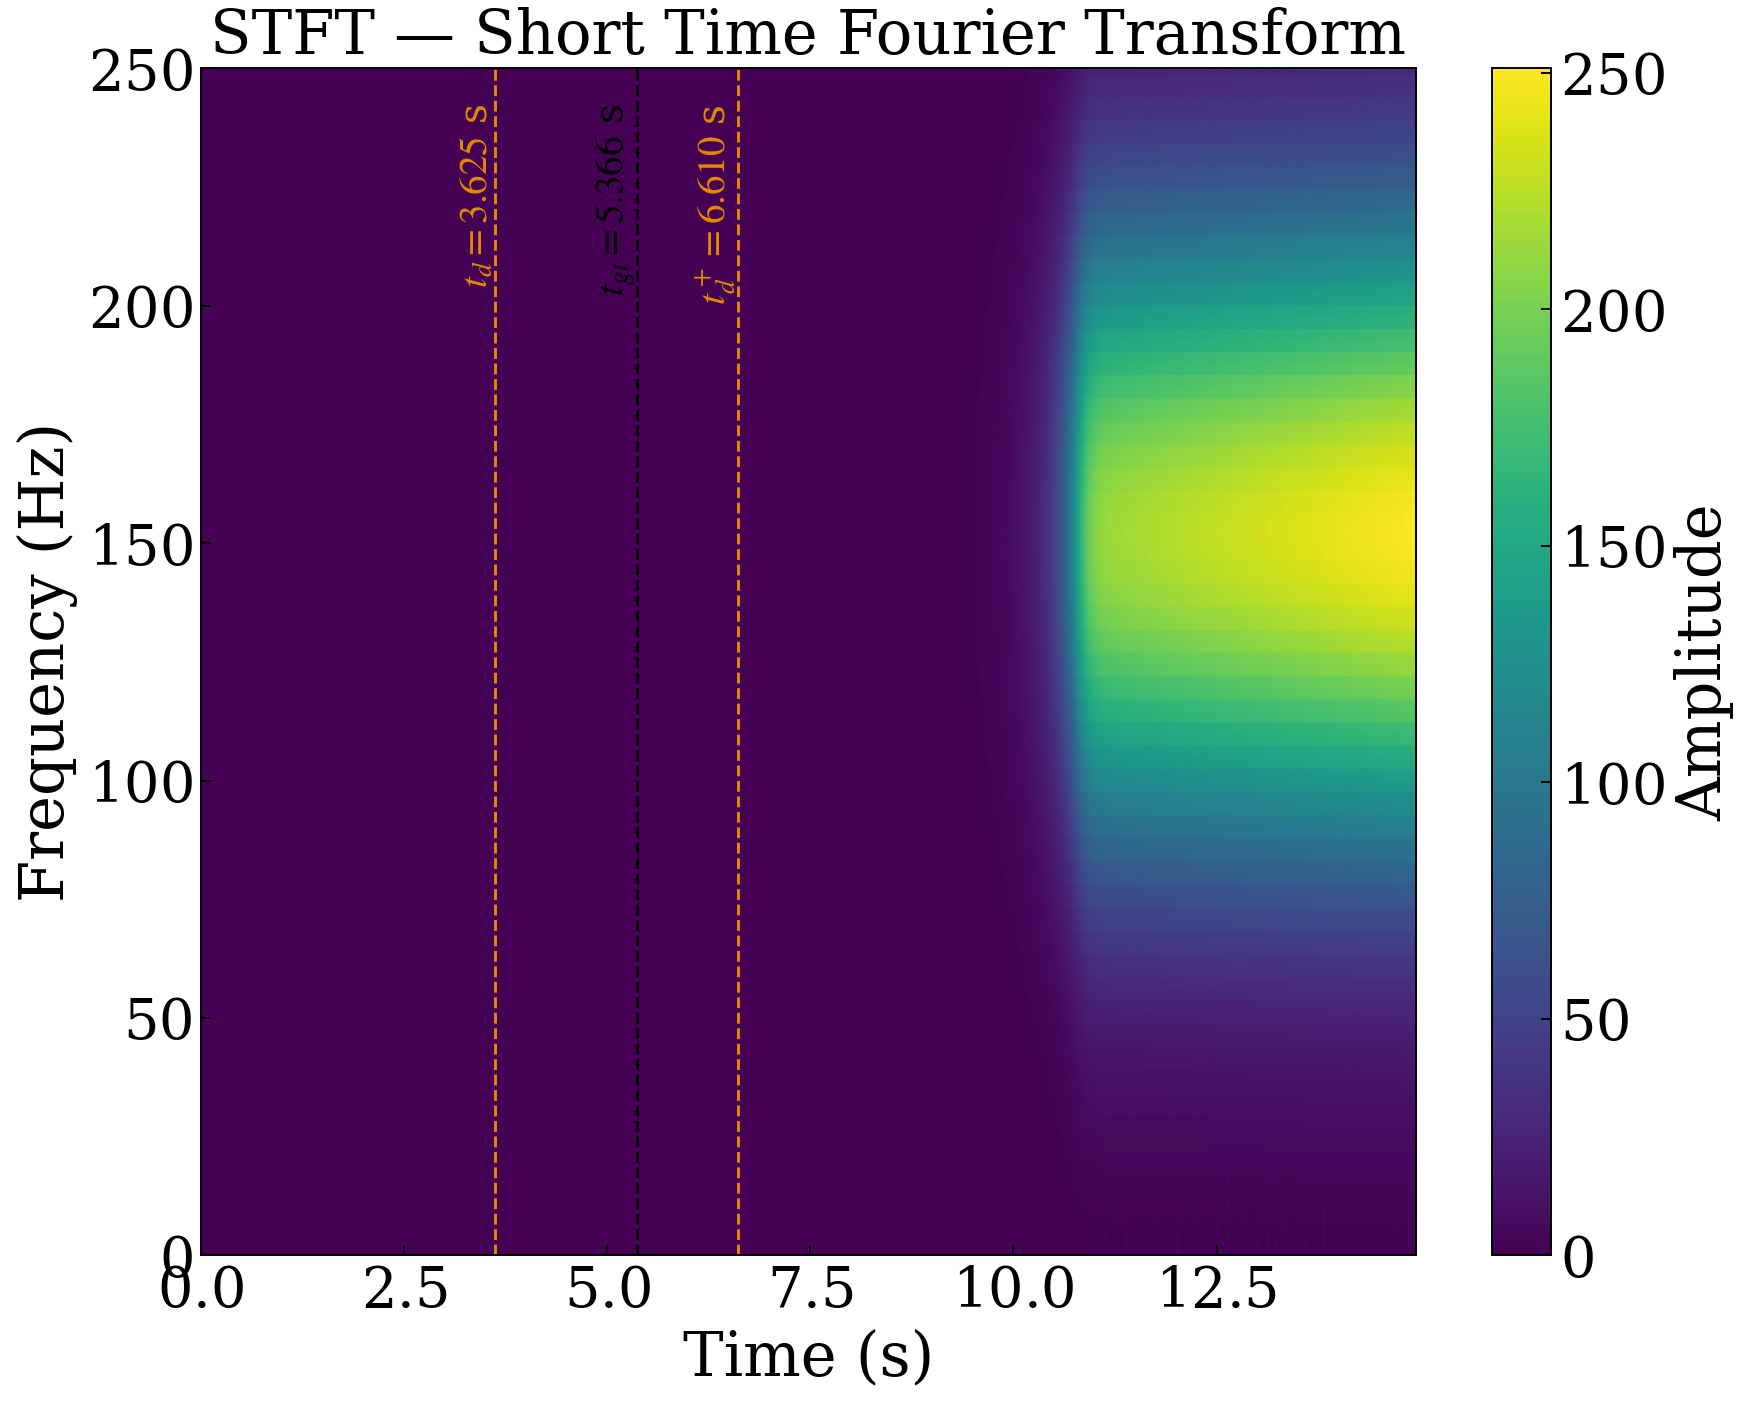 STFT — Short Time Fourier Transform
250
200
150
100
50
0
Frequency (Hz)
t_d=3.625 s
t_{gt}=5.366 s
t_d^+=6.610 s
0.0
2.5
5.0
7.5
10.0
12.5
Time (s)
250
200
150
100
50
0
Amplitude